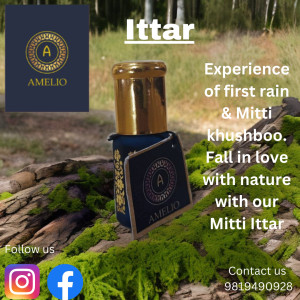 Ittar
A
AMELIO
Experience
of first rain
& Mitti
khushboo.
Fall in love
with nature
with our
Mitti Ittar
A
AMELIO
Follow us
Contact us
9819490928